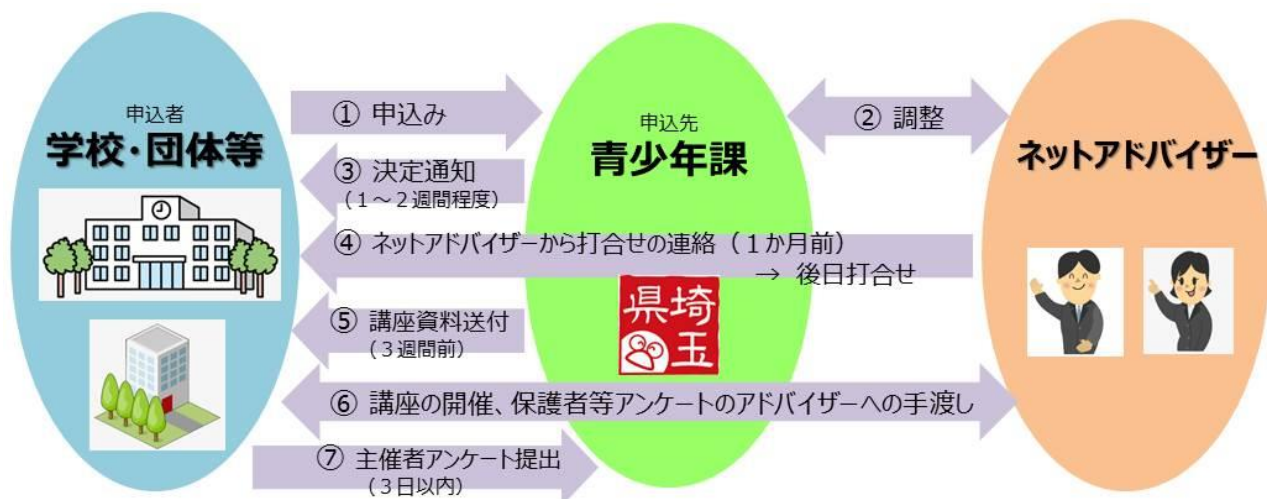 申込者
学校・団体等
① 申込み
申込先
青少年課
② 調整
ネットアドバイザー
③ 決定通知
（１～２週間程度）
④ ネットアドバイザーから打合せの連絡（１か月前）
→ 後日打合せ
埼玉県
⑤ 講座資料送付
（３週間前）
⑥ 講座の開催、保護者等アンケートのアドバイザーへの手渡し
⑦ 主催者アンケート提出
（３日以内）